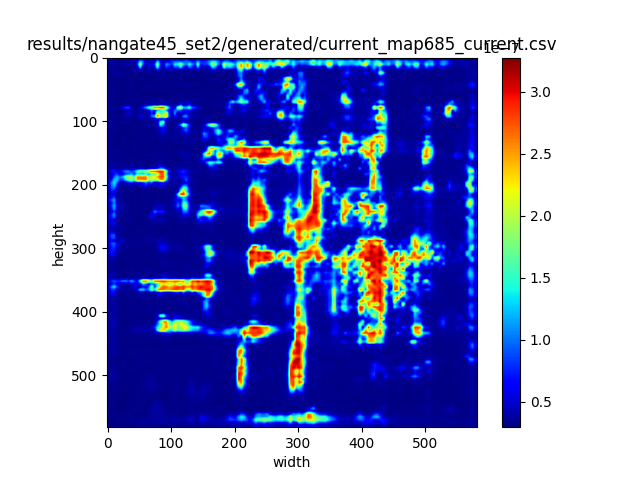 results/nangate45_set2/generated/current_map685_current.csv
1e−7
0
100
200
300
400
500
height
0 100 200 300 400 500
width
3.0
2.5
2.0
1.5
1.0
0.5